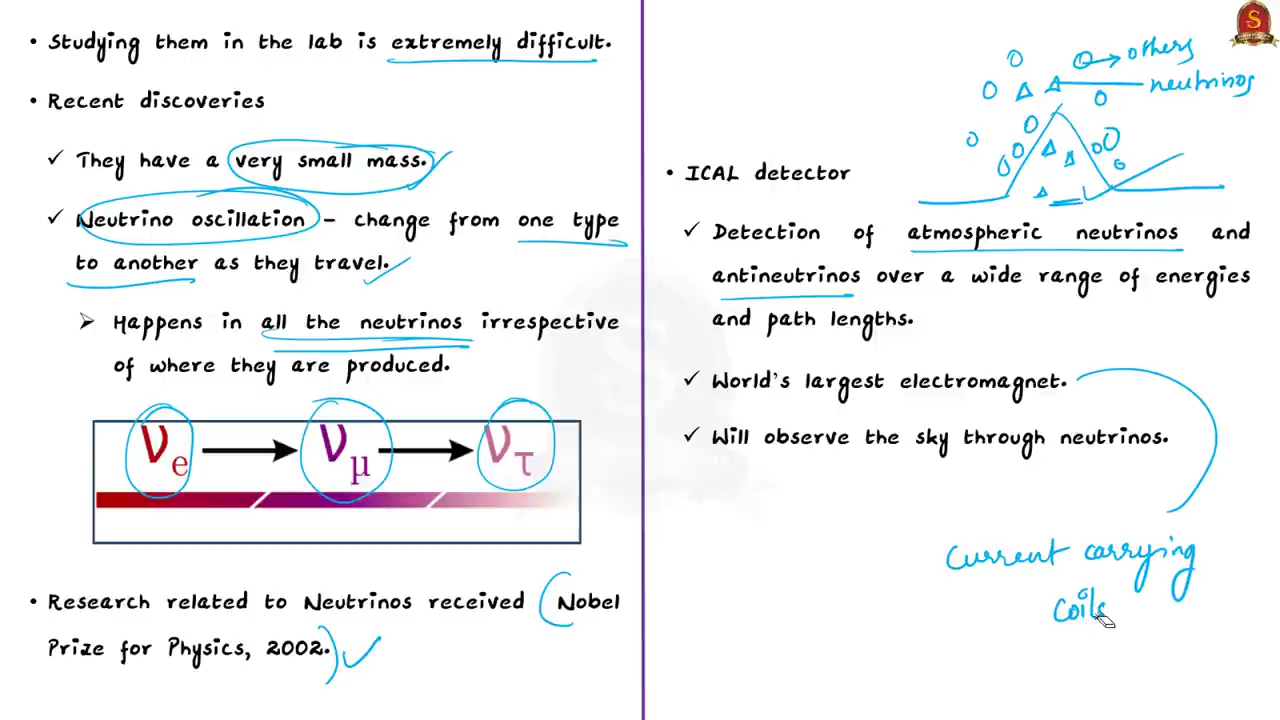 • Studying them in the lab is extremely difficult.
• Recent discoveries
✓ They have a very small mass.
✓ Neutrino oscillation – change from one type
to another as they travel.
➢ Happens in all the neutrinos irrespective
of where they are produced.
νe νμ ντ
• Research related to Neutrinos received (Nobel
Prize for Physics, 2002.)
others
neutrinos
• ICAL detector
✓ Detection of atmospheric neutrinos and
antineutrinos over a wide range of energies
and path lengths.
✓ World's largest electromagnet.
✓ Will observe the sky through neutrinos.
Current carrying
coils
S